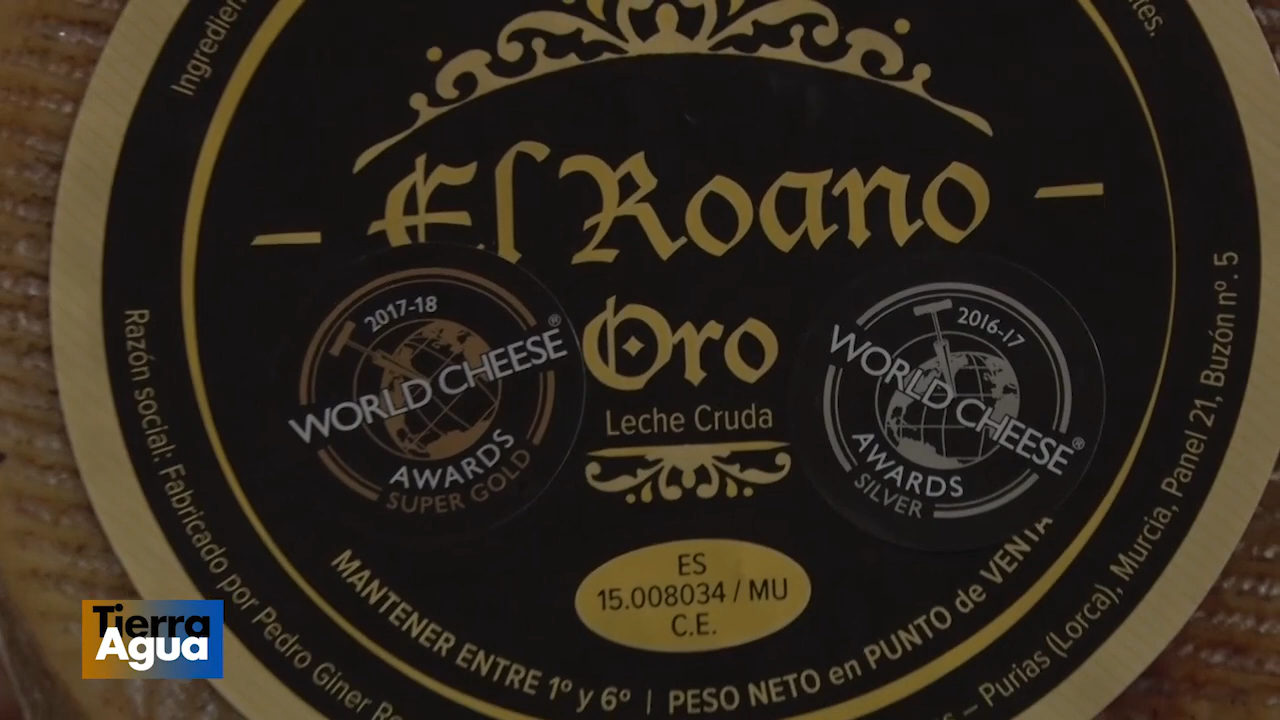 El Roano
Oro
Leche Cruda
2017-18
WORLD CHEESE®
AWARDS
SUPER GOLD
2016-17
WORLD CHEESE®
AWARDS
SILVER
ES
15.008034 / MU
C.E.
MANTENER ENTRE 1º y 6º | PESO NETO en PUNTO de VENTA
Razón social: Fabricado por Pedro Giner
Purias (Lorca), Murcia, Panel 21, Buzón nº. 5
Tierra
Agua